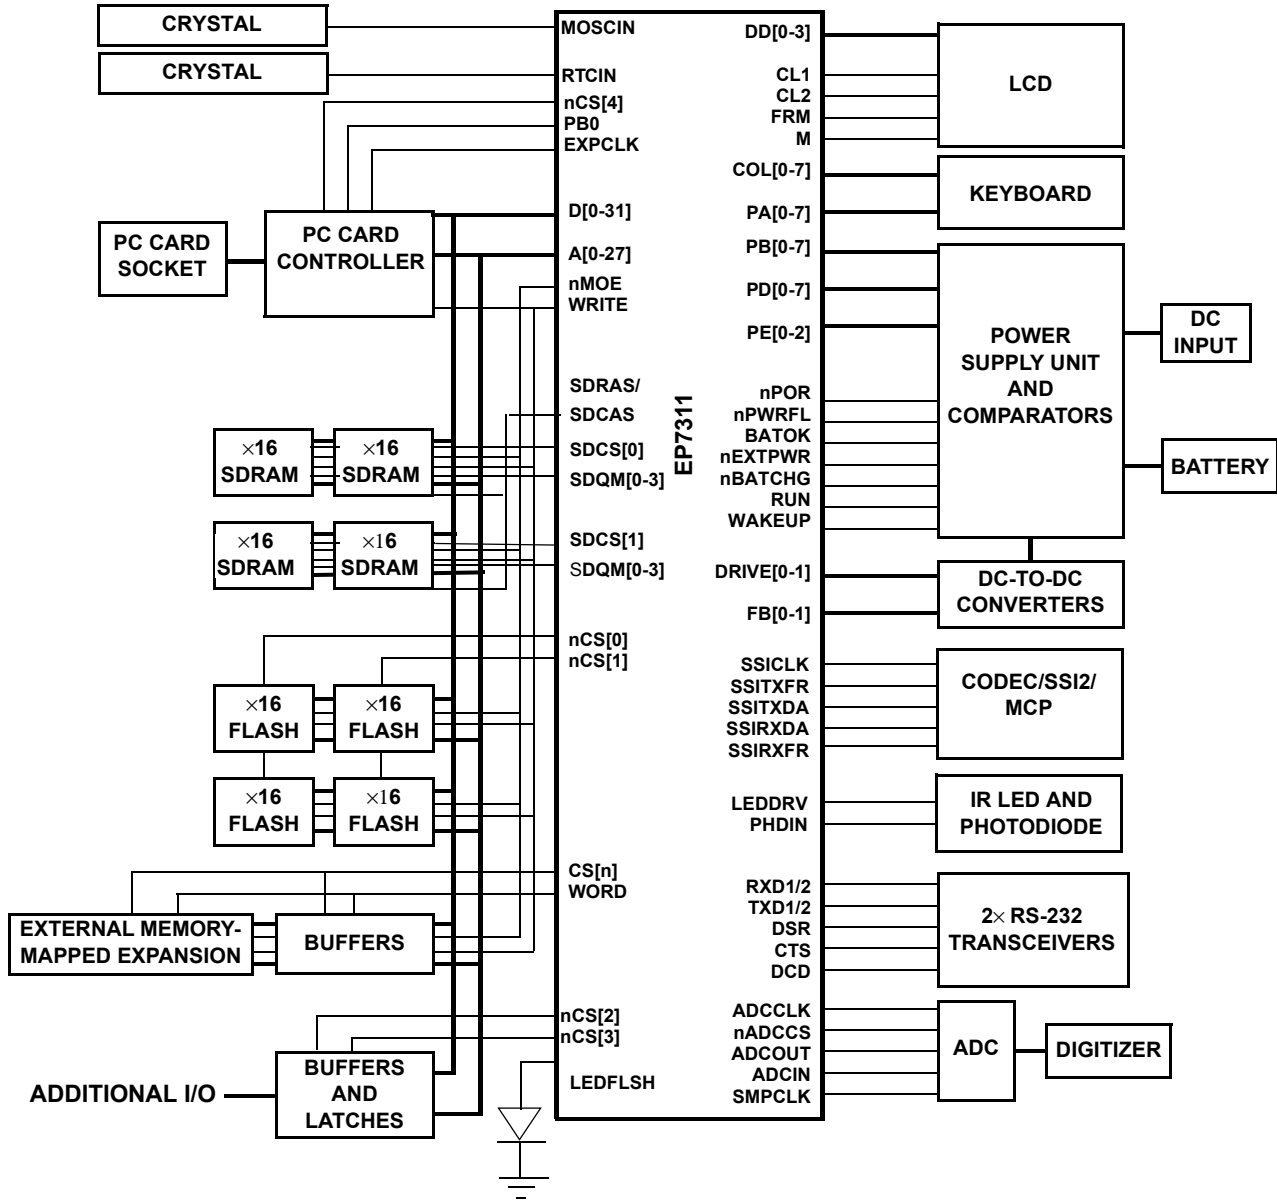 CRYSTAL
CRYSTAL
PC CARD
SOCKET
PC CARD
CONTROLLER
×16
SDRAM
×16
SDRAM
×16
SDRAM
×16
SDRAM
×16
FLASH
×16
FLASH
×16
FLASH
×16
FLASH
EXTERNAL MEMORY-
MAPPED EXPANSION
BUFFERS
ADDITIONAL I/O
BUFFERS
AND
LATCHES
MOSCIN
RTCIN
nCS[4]
PB0
EXPCLK
D[0-31]
A[0-27]
nMOE
WRITE
SDRAS/
SDCAS
SDCS[0]
SDQM[0-3]
SDCS[1]
SDQM[0-3]
nCS[0]
nCS[1]
CS[n]
WORD
nCS[2]
nCS[3]
LEDFLSH
EP7311
DD[0-3]
CL1
CL2
FRM
M
COL[0-7]
PA[0-7]
PB[0-7]
PD[0-7]
PE[0-2]
nPOR
nPWRFL
BATOK
nEXTPWR
nBATCHG
RUN
WAKEUP
DRIVE[0-1]
FB[0-1]
SSICLK
SSITXFR
SSITXDA
SSIRXDA
SSIRXFR
LEDDRV
PHDIN
RXD1/2
TXD1/2
DSR
CTS
DCD
ADCCLK
nADCCS
ADCOUT
ADCIN
SMPCLK
LCD
KEYBOARD
POWER
SUPPLY UNIT
AND
COMPARATORS
DC
INPUT
BATTERY
DC-TO-DC
CONVERTERS
CODEC/SSI2/
MCP
IR LED AND
PHOTODIODE
2× RS-232
TRANSCEIVERS
ADC
DIGITIZER